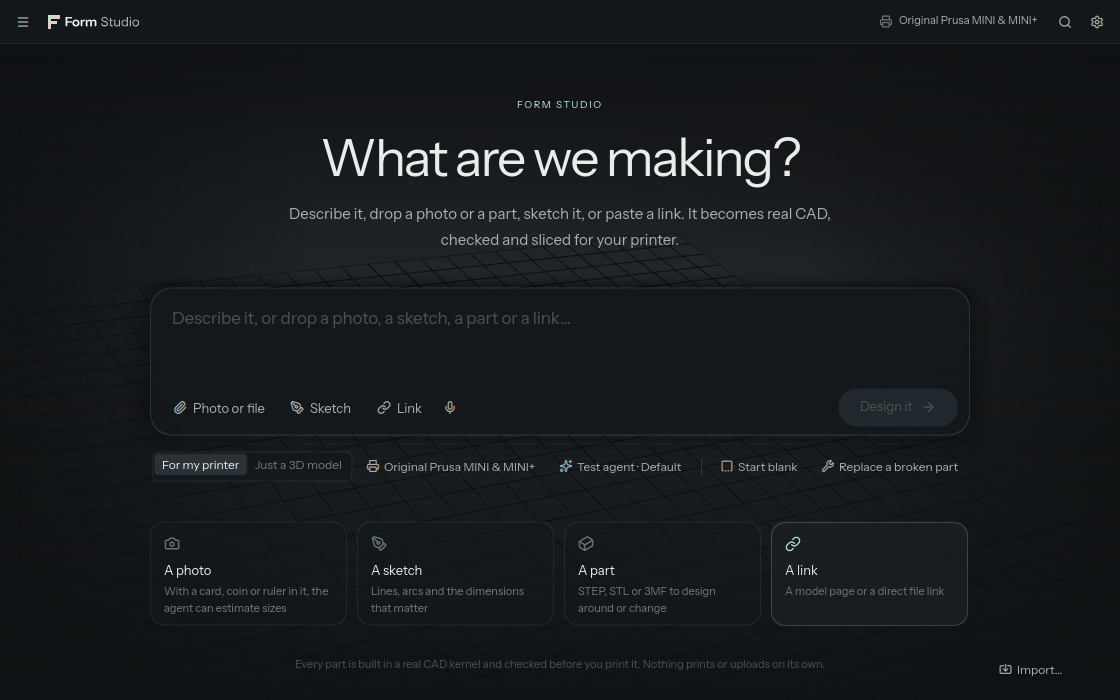 Form Studio
Original Prusa MINI & MINI+
FORM STUDIO
What are we making?
Describe it, drop a photo or a part, sketch it, or paste a link. It becomes real CAD,
checked and sliced for your printer.
Describe it, or drop a photo, a sketch, a part or a link...
Photo or file
Sketch
Link
Design it
For my printer
Just a 3D model
Original Prusa MINI & MINI+
Test agent · Default
Start blank
Replace a broken part
A photo
With a card, coin or ruler in it, the
agent can estimate sizes
A sketch
Lines, arcs and the dimensions
that matter
A part
STEP, STL or 3MF to design
around or change
A link
A model page or a direct file link
Every part is built in a real CAD kernel and checked before you print it. Nothing prints or uploads on its own.
Import...